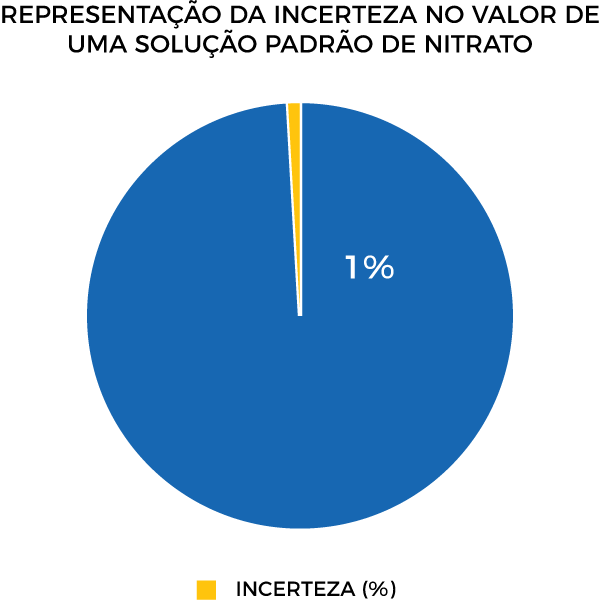 REPRESENTAÇÃO DA INCERTEZA NO VALOR DE
UMA SOLUÇÃO PADRÃO DE NITRATO
1%
INCERTEZA (%)